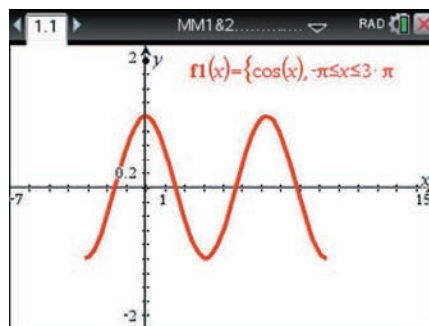 1.1 MM1&2............. RAD
2 y
f1(x)={cos(x), -π≤x≤3· π
0.2 x
-7 1 15
-2